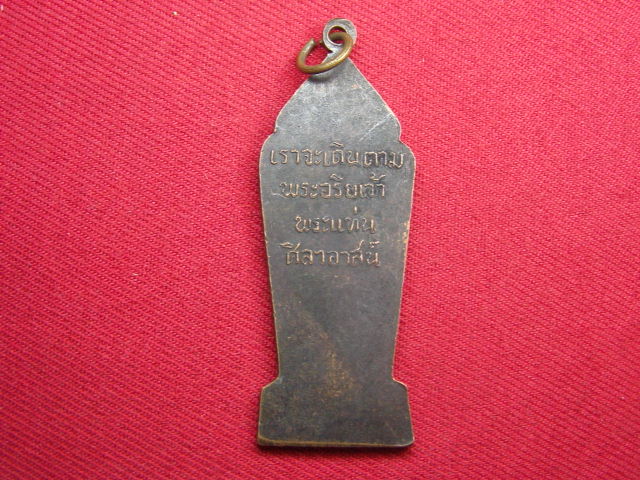 เราจะเดินตาม
พระอริยเจ้า
พระแท่น
ศิลาอาสน์